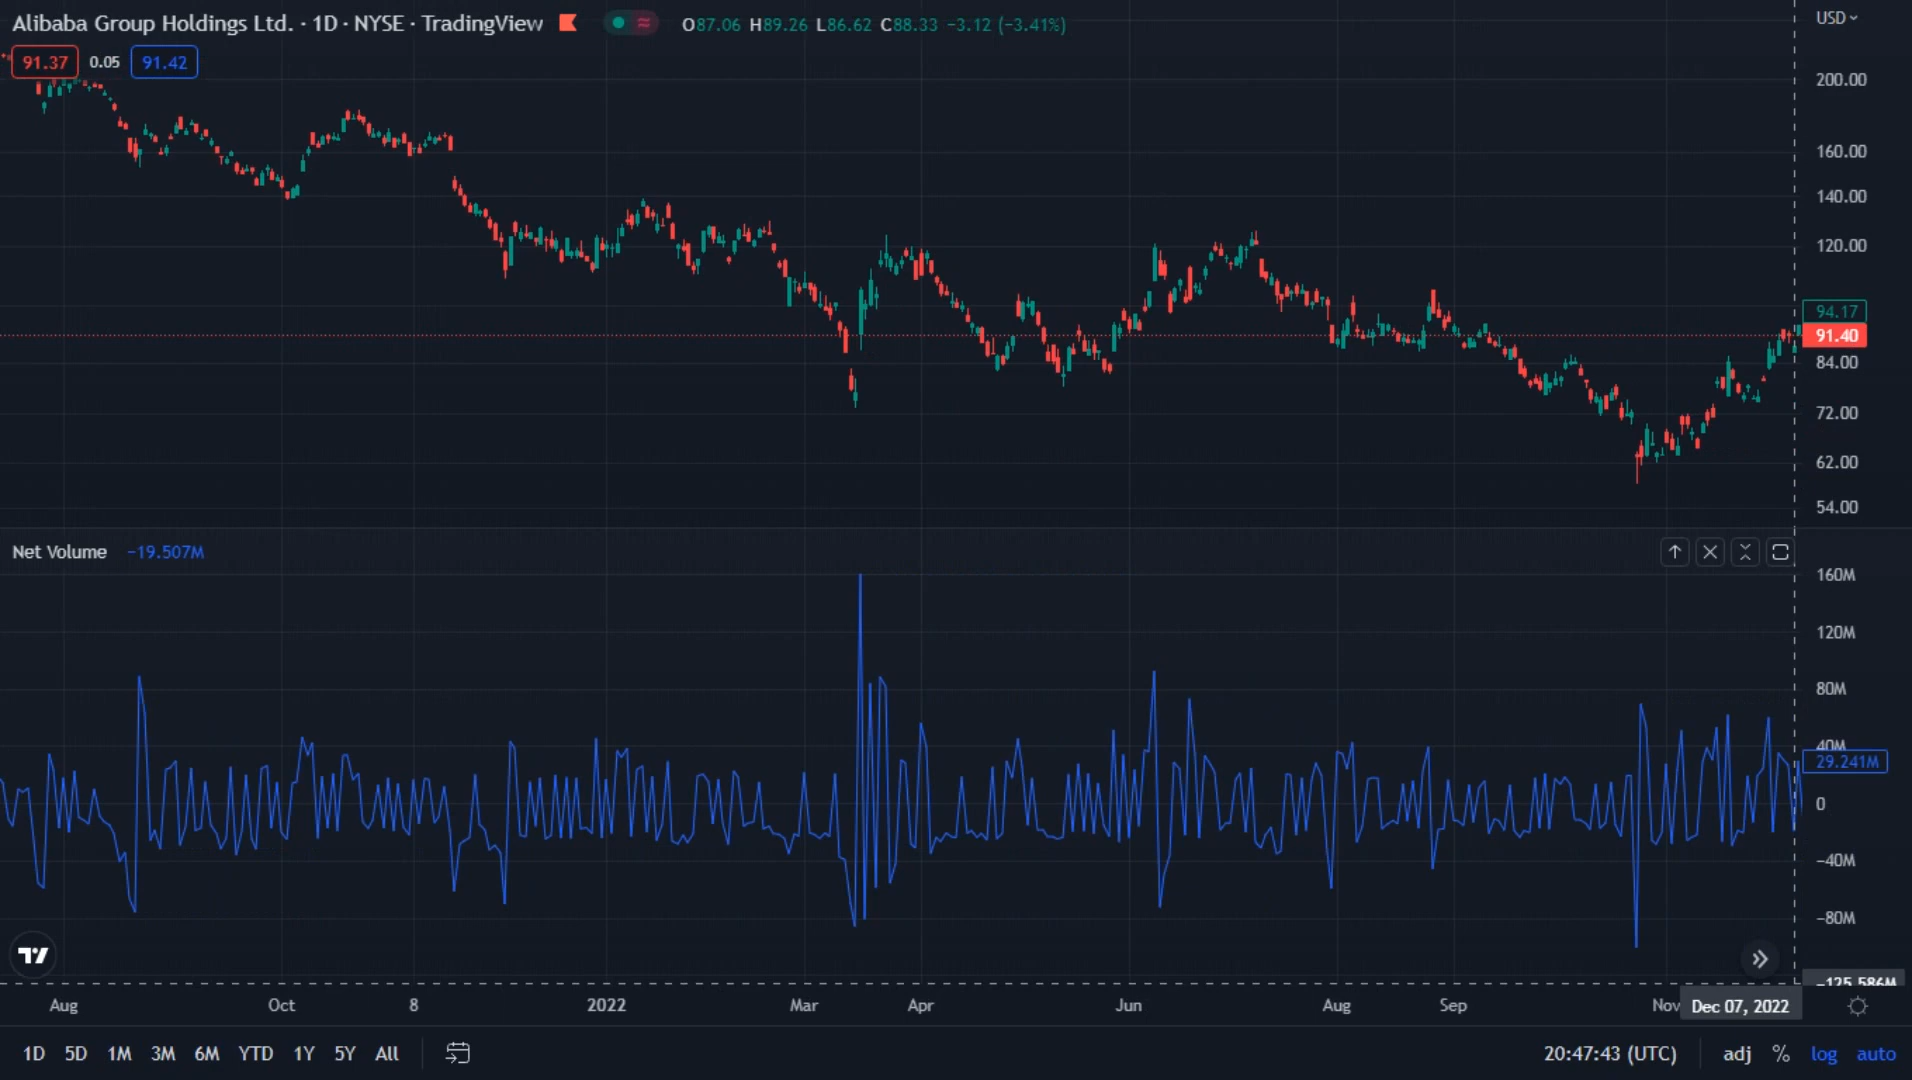 Alibaba Group Holdings Ltd. · 1D · NYSE · TradingView O87.06 H89.26 L86.62 C88.33 −3.12 (−3.41%) USD
91.37 0.05 91.42
200.00
160.00
140.00
120.00
94.17
91.40
84.00
72.00
62.00
54.00
Net Volume −19.507M
160M
120M
80M
40M
29.241M
0
−40M
−80M
−125.586M
Aug Oct 8 2022 Mar Apr Jun Aug Sep Nov Dec 07, 2022
1D 5D 1M 3M 6M YTD 1Y 5Y All 20:47:43 (UTC) adj % log auto